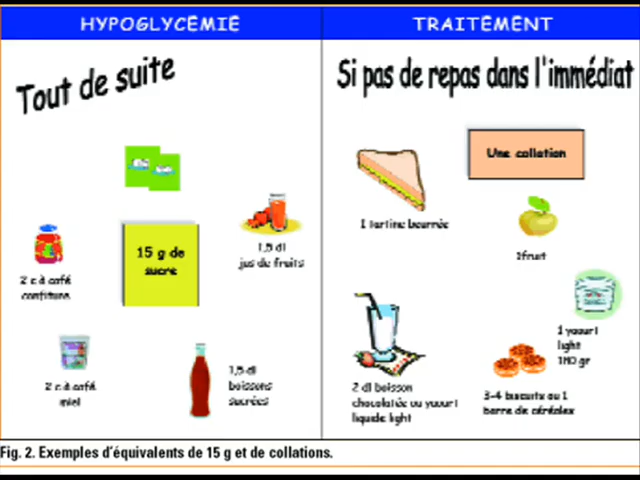 HYPOGLYCEMIE
TRAITEMENT
Tout de suite
Si pas de repas dans l'immédiat
Une collation
15 g de
sucre
1,5 dl
jus de fruits
2 c à café
confiture
2 c à café
miel
1,5 dl
boissons
sucrées
1 tartine beurrée
1fruit
1 yaourt
light
180 gr
2 dl boisson
chocolatée ou yaourt
liquide light
3-4 biscuits ou 1
barre de céréales
Fig. 2. Exemples d'équivalents de 15 g et de collations.